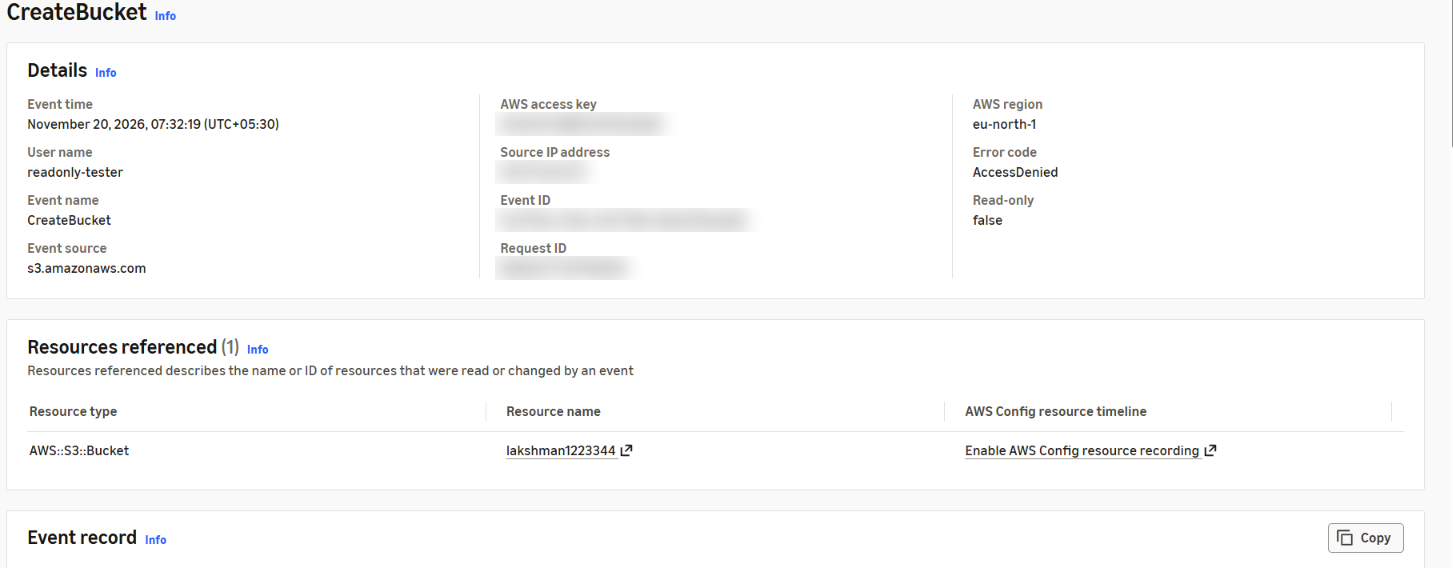 CreateBucket Info
Details Info
Event time
November 20, 2026, 07:32:19 (UTC+05:30)
User name
readonly-tester
Event name
CreateBucket
Event source
s3.amazonaws.com
AWS access key
Source IP address
Event ID
Request ID
AWS region
eu-north-1
Error code
AccessDenied
Read-only
false
Resources referenced (1) Info
Resources referenced describes the name or ID of resources that were read or changed by an event
Resource type Resource name AWS Config resource timeline
AWS::S3::Bucket lakshman1223344 Enable AWS Config resource recording
Event record Info Copy